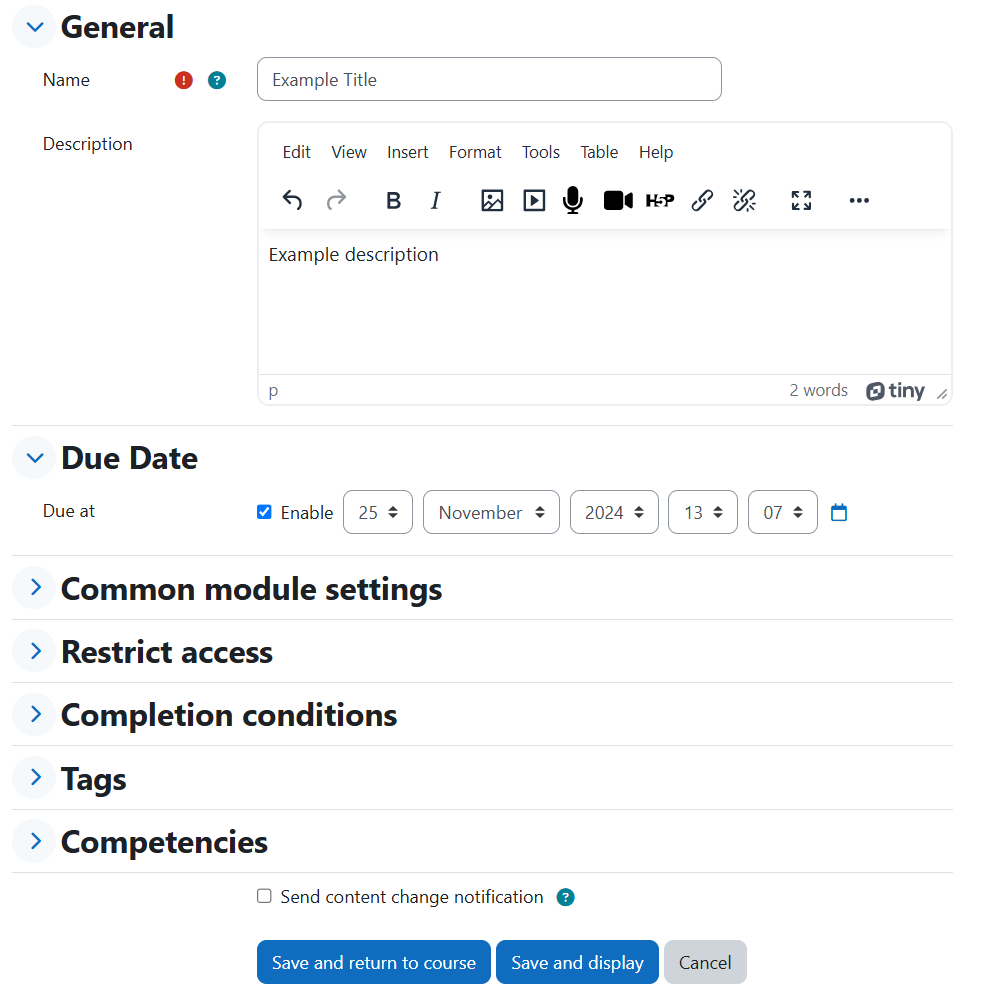 General
Name ! ? Example Title
Description
Edit View Insert Format Tools Table Help
B I H5P
Example description
p 2 words tiny
Due Date
Due at Enable 25 November 2024 13 07
Common module settings
Restrict access
Completion conditions
Tags
Competencies
Send content change notification ?
Save and return to course Save and display Cancel